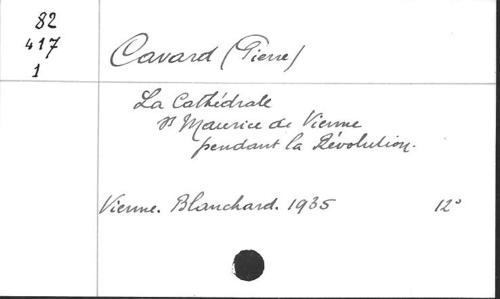 82
417
1
Cavard (Pierre)
La Cathédrale
St Maurice de Vienne
pendant la Révolution.
Vienne. Blanchard. 1935 12°